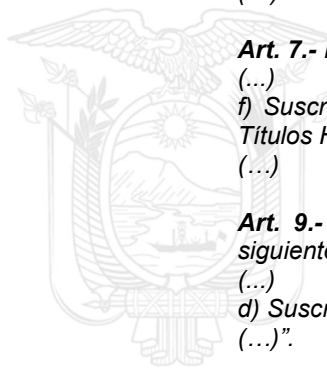 (...)
Art. 7.-
(...)
f) Suscr
Títulos
(…)
Art. 9.-
siguiente
(...)
d) Suscr
(…)”.